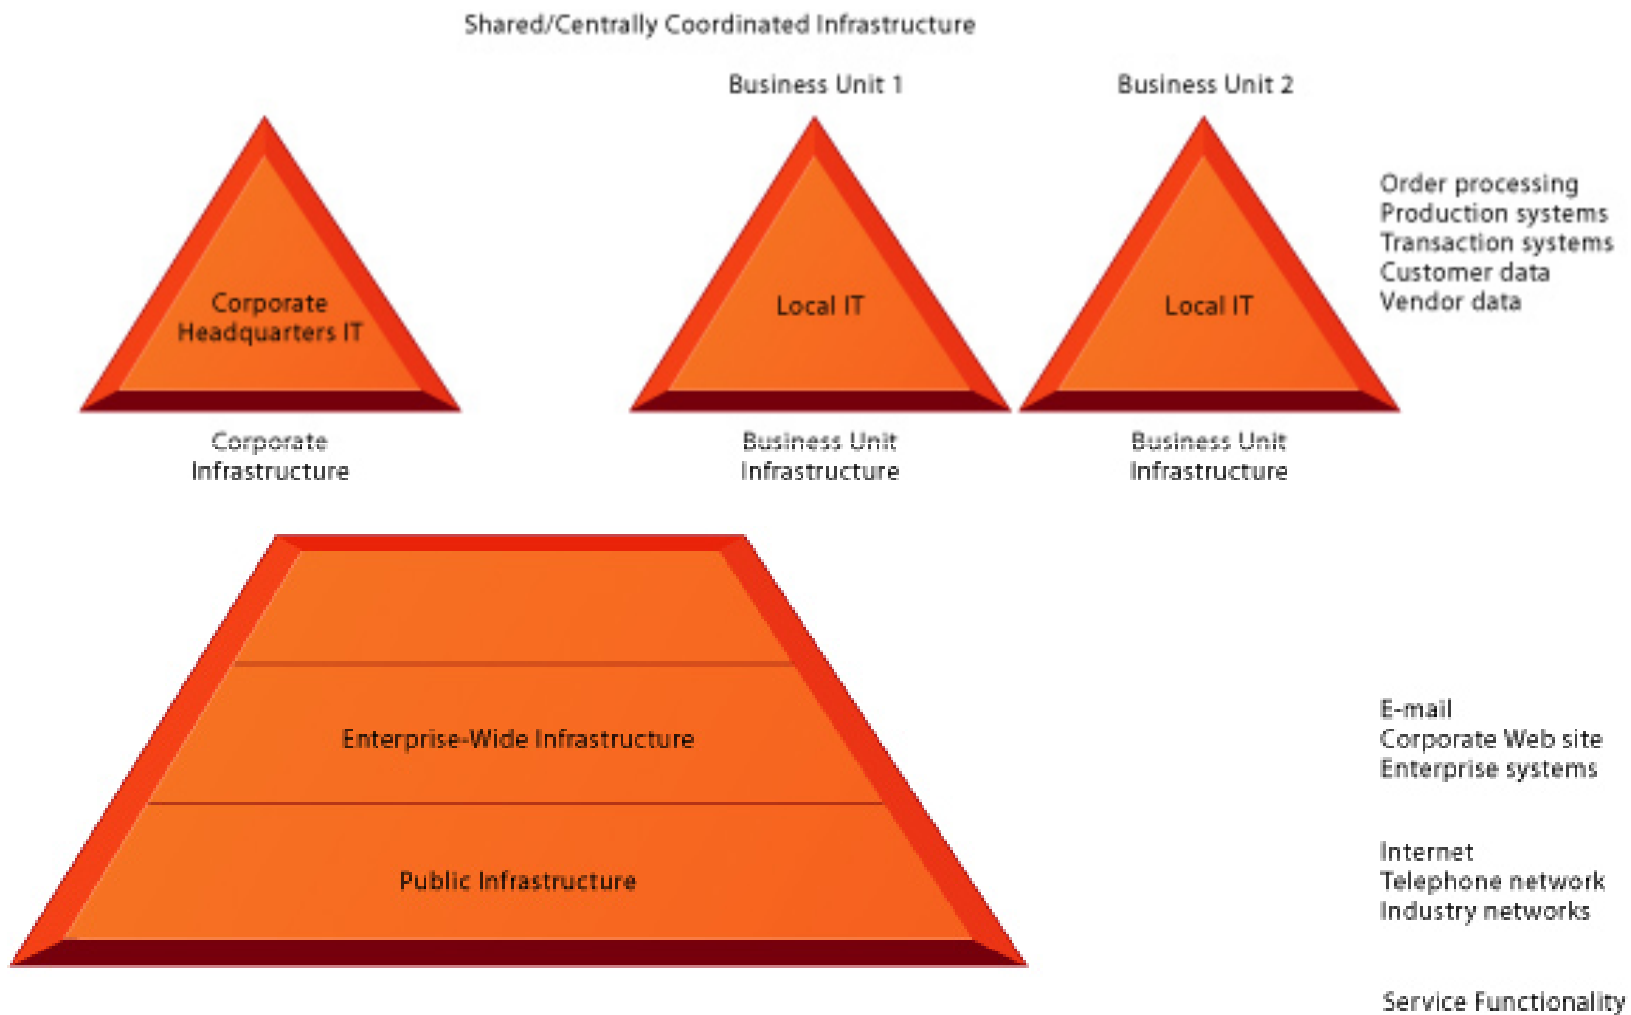 Shared/Centrally Coordinated Infrastructure
Business Unit 1
Business Unit 2
Order processing
Production systems
Transaction systems
Customer data
Vendor data
Corporate
Headquarters IT
Local IT
Local IT
Corporate
Infrastructure
Business Unit
Infrastructure
Business Unit
Infrastructure
Enterprise-Wide Infrastructure
E-mail
Corporate Web site
Enterprise systems
Public Infrastructure
Internet
Telephone network
Industry networks
Service Functionality